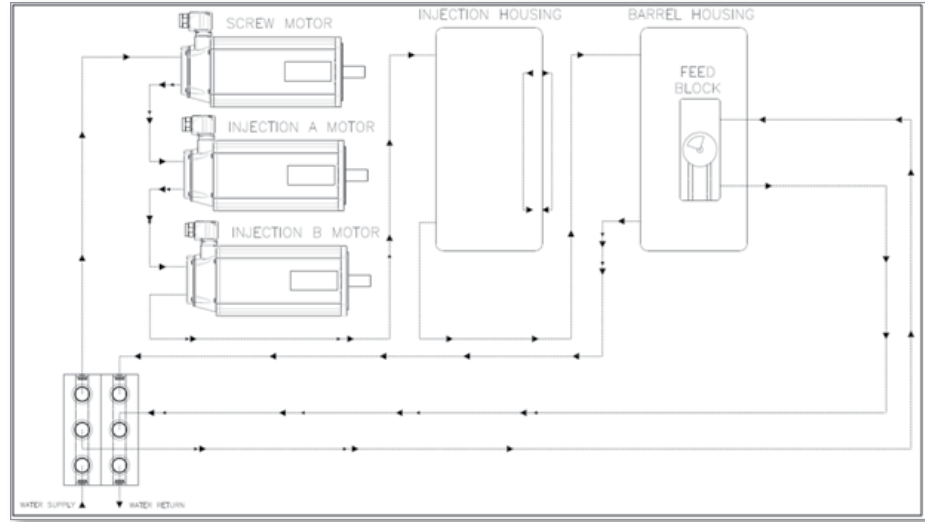 SCREW MOTOR
INJECTION HOUSING
BARREL HOUSING
FEED
BLOCK
INJECTION A MOTOR
INJECTION B MOTOR
WATER SUPPLY
WATER RETURN